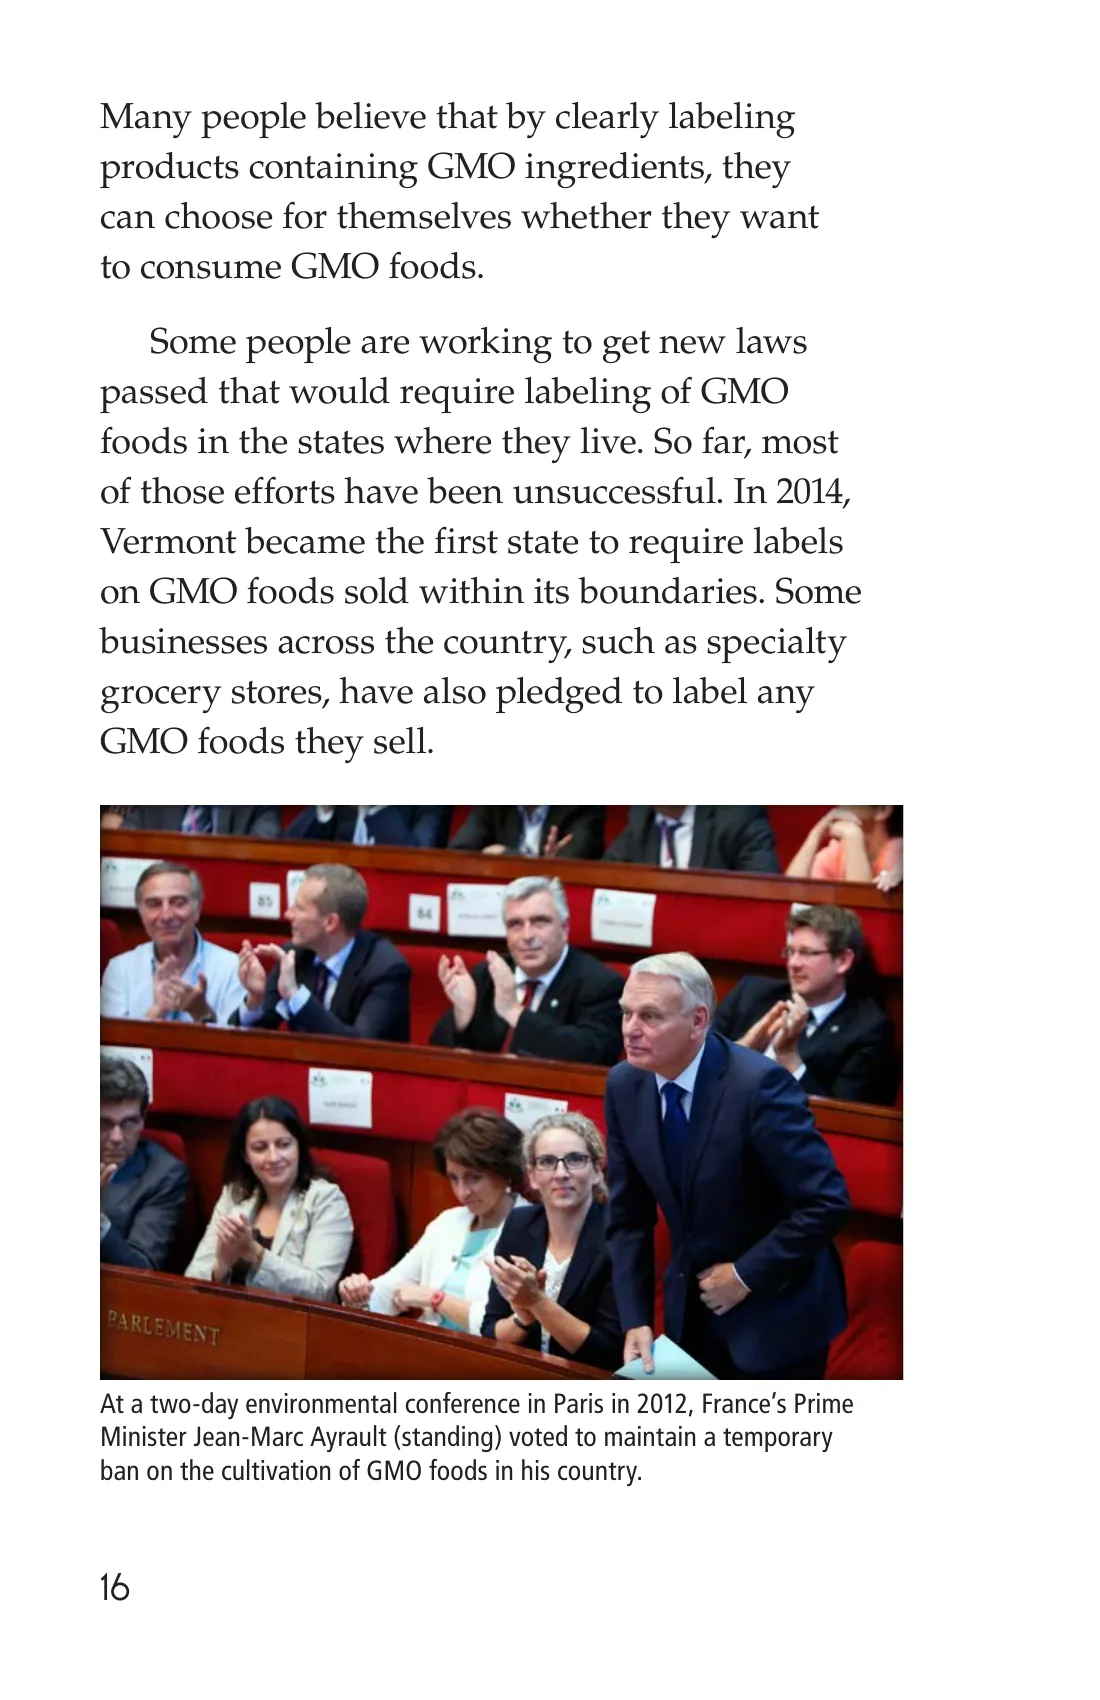 Many people believe that by clearly labeling
products containing GMO ingredients, they
can choose for themselves whether they want
to consume GMO foods.
Some people are working to get new laws
passed that would require labeling of GMO
foods in the states where they live. So far, most
of those efforts have been unsuccessful. In 2014,
Vermont became the first state to require labels
on GMO foods sold within its boundaries. Some
businesses across the country, such as specialty
grocery stores, have also pledged to label any
GMO foods they sell.
85
84
PARLEMENT
At a two-day environmental conference in Paris in 2012, France’s Prime
Minister Jean-Marc Ayrault (standing) voted to maintain a temporary
ban on the cultivation of GMO foods in his country.
16